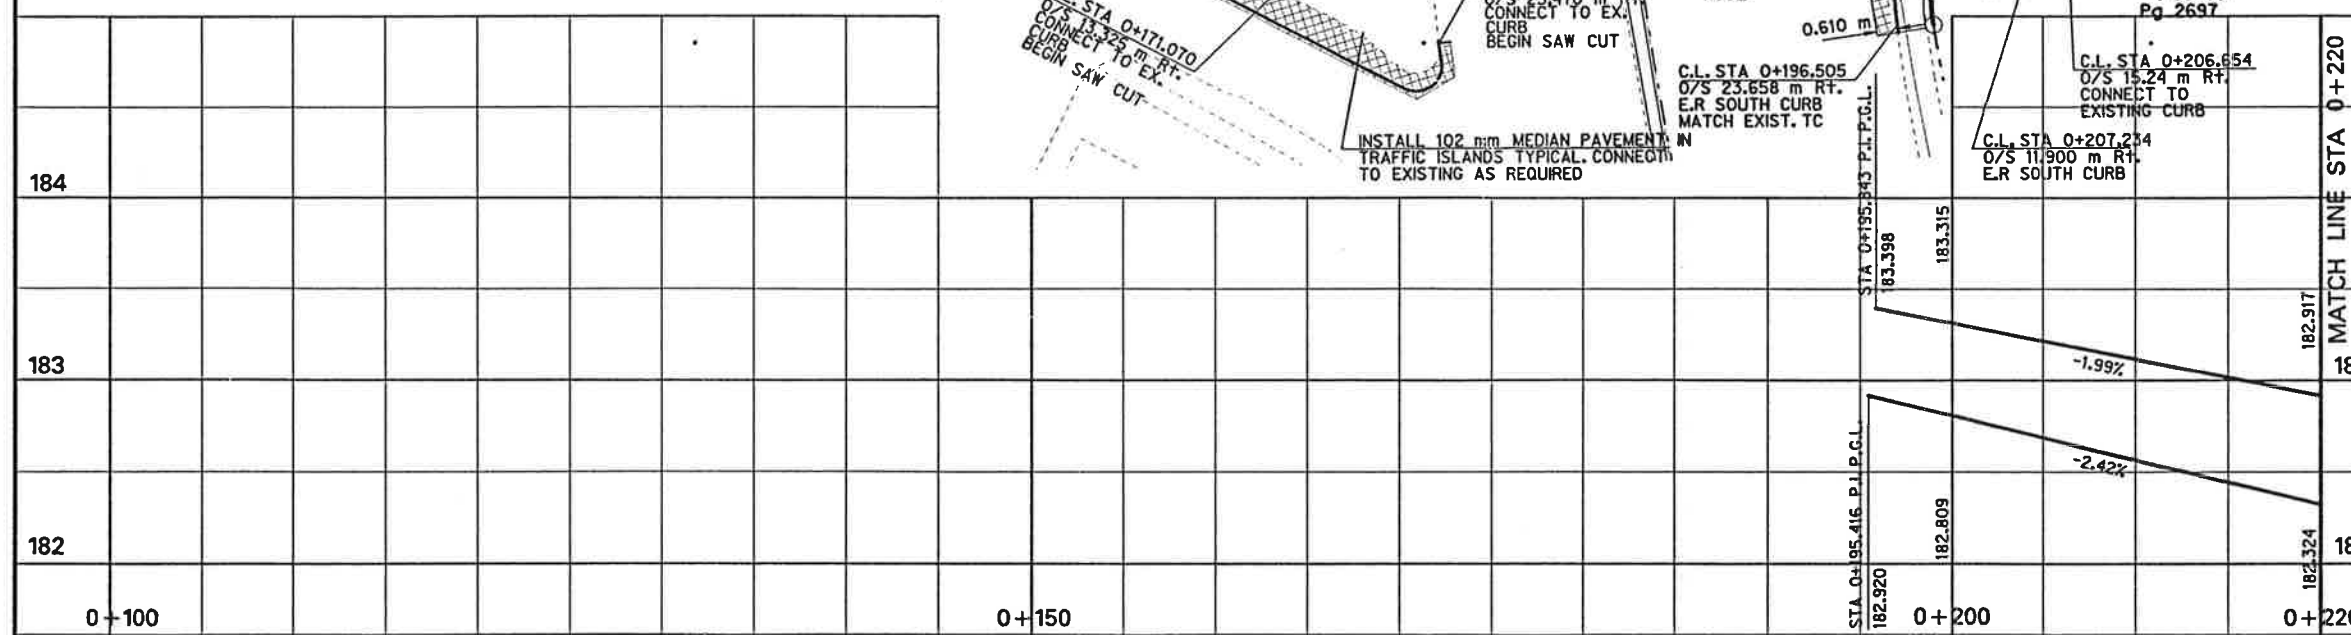 STA 0+171.070
O/S 13.325 m Rt.
CONNECT TO EX.
CURB
BEGIN SAW CUT
CONNECT TO EX.
CURB
BEGIN SAW CUT
0.610 m
Pg 2697
C.L. STA 0+196.505
O/S 23.658 m Rt.
E.R SOUTH CURB
MATCH EXIST. TC
C.L. STA 0+206.654
O/S 15.24 m Rt.
CONNECT TO
EXISTING CURB
C.L. STA 0+207.234
O/S 11.900 m Rt.
E.R SOUTH CURB
INSTALL 102 mm MEDIAN PAVEMENT IN
TRAFFIC ISLANDS TYPICAL. CONNECT
TO EXISTING AS REQUIRED
MATCH LINE STA 0+220
184
183
182
STA 0+195.843 P.I. P.G.L.
183.398
183.315
182.917
-1.99%
-2.42%
STA 0+195.416 P.I. P.G.L.
182.920
182.809
182.324
18
18
0+100
0+150
0+200
0+220